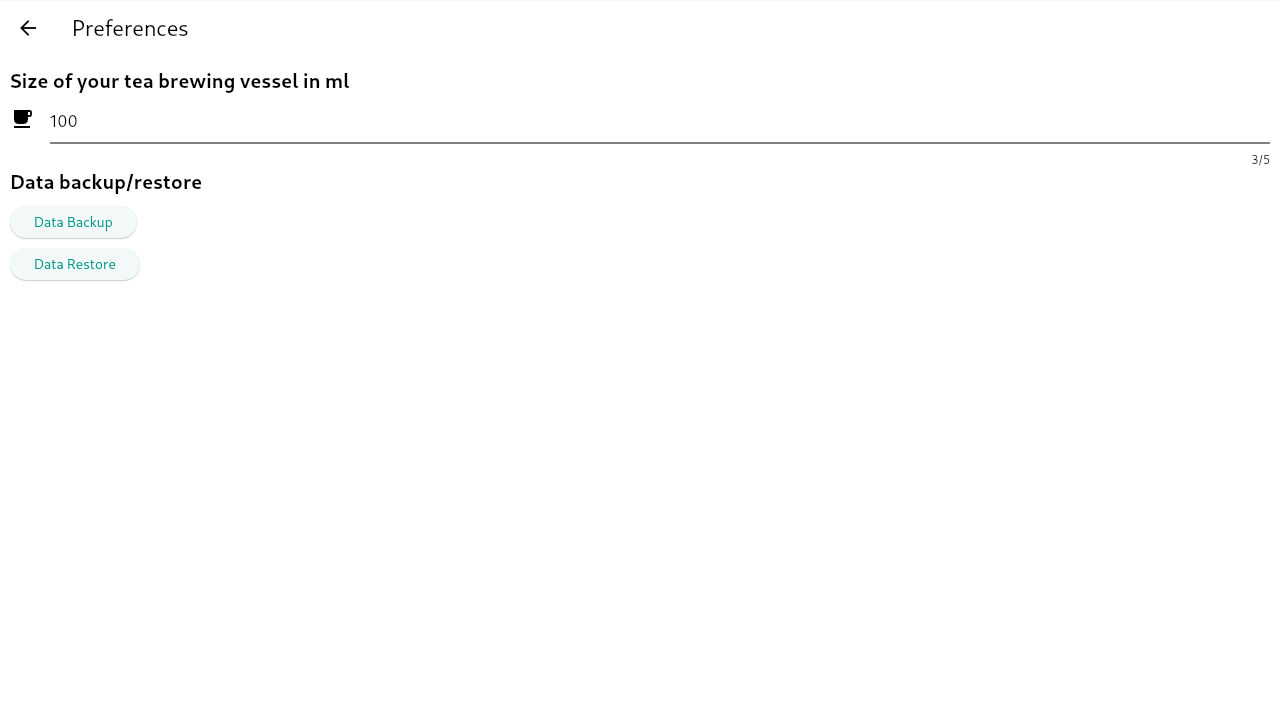 Preferences
Size of your tea brewing vessel in ml
100
3/5
Data backup/restore
Data Backup
Data Restore